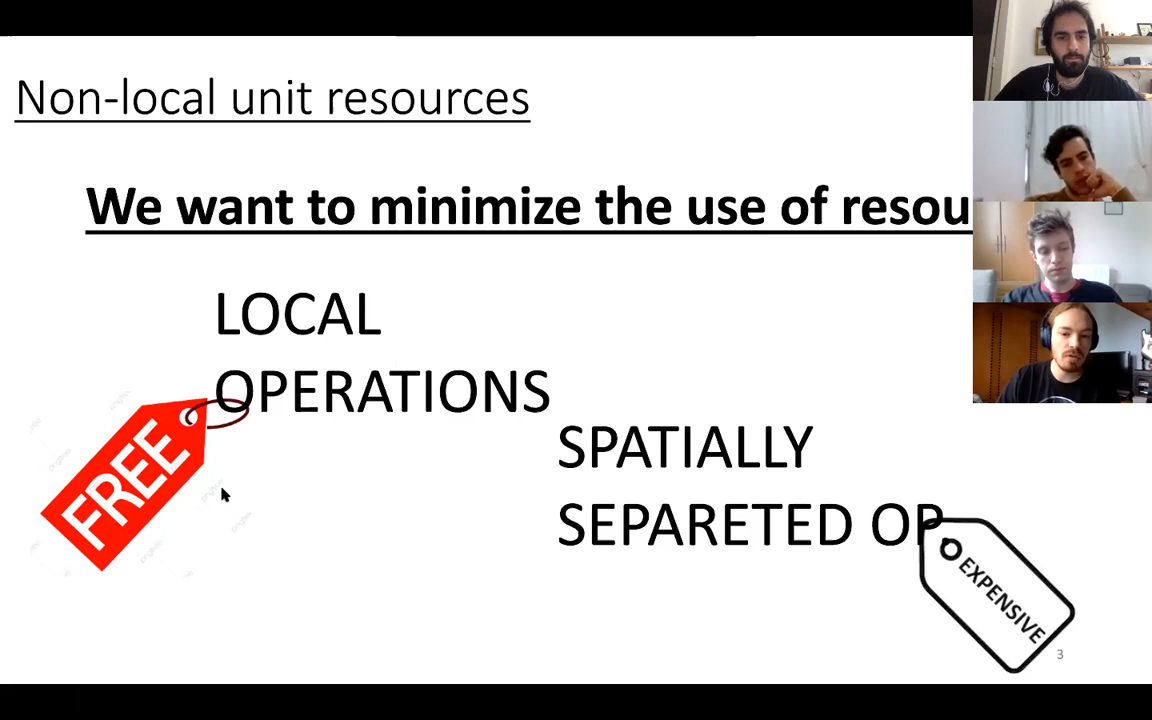 Non-local unit resources
We want to minimize the use of resou
LOCAL
OPERATIONS
FREE
SPATIALLY
SEPARETED OP
EXPENSIVE
3